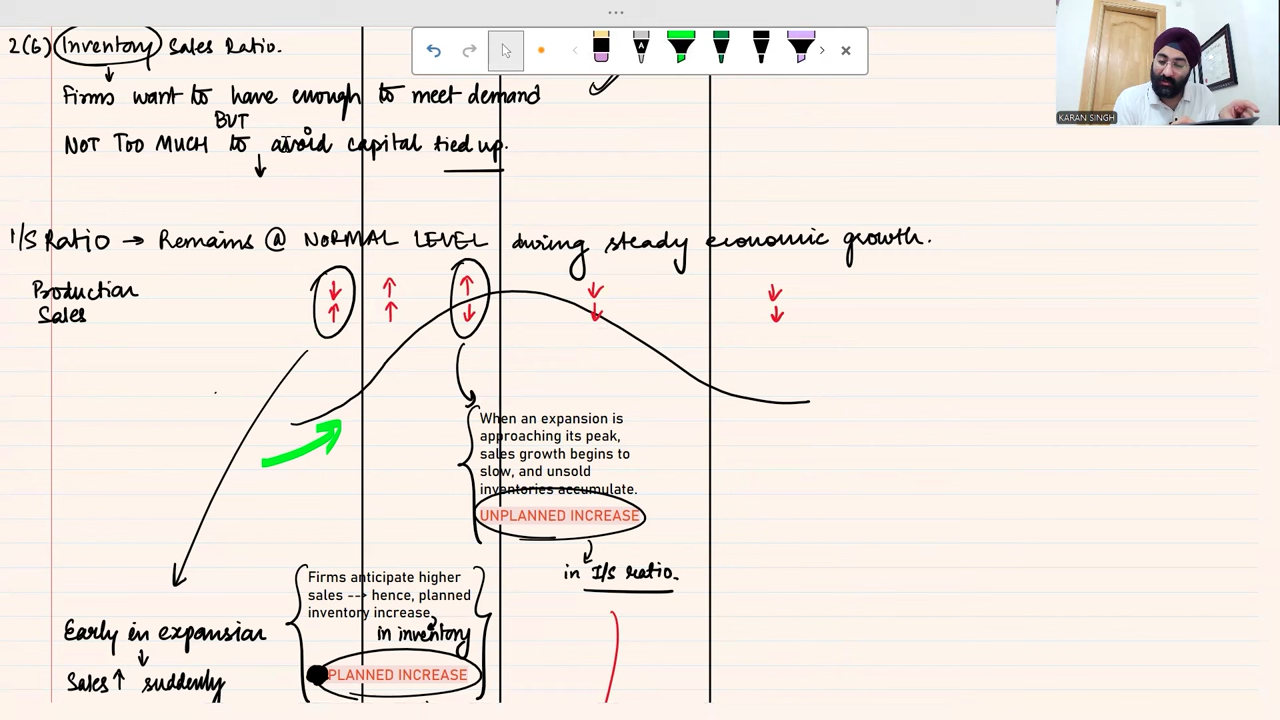 2(G) Inventory Sales Ratio.
Firms want to have enough to meet demand
BUT
NOT TOO MUCH to avoid capital tied up.
I/S Ratio → Remains @ NORMAL LEVEL during steady economic growth.
Production ↓ ↑ ↑ ↓ ↓
Sales ↑ ↑ ↓ ↓ ↓
When an expansion is
approaching its peak,
sales growth begins to
slow, and unsold
inventories accumulate.
UNPLANNED INCREASE
in I/S ratio.
Firms anticipate higher
sales --> hence, planned
inventory increase.
in inventory
PLANNED INCREASE
Early in expansion
Sales ↑ suddenly
KARAN SINGH
A